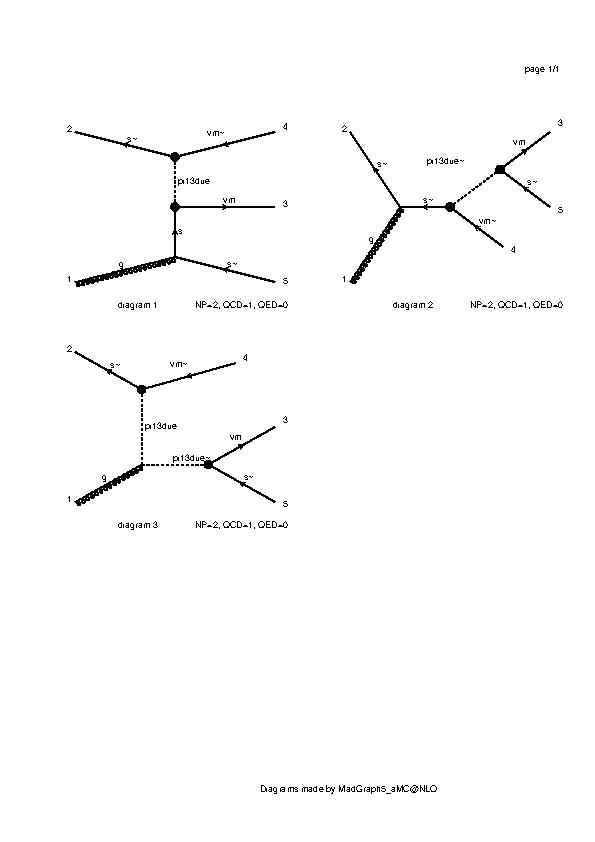 page 1/1
2
s~
vm~
4
pi13due
vm
3
s
g
s~
1
5
diagram 1 NP=2, QCD=1, QED=0
2
3
vm
pi13due~
s~
s~
s~
5
vm~
g
4
1
diagram 2 NP=2, QCD=1, QED=0
2
s~
vm~
4
pi13due
3
vm
pi13due~
g
s~
1
5
diagram 3 NP=2, QCD=1, QED=0
Diagrams made by MadGraph5_aMC@NLO